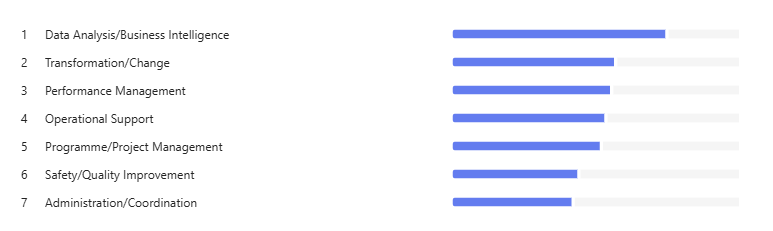 1 Data Analysis/Business Intelligence
2 Transformation/Change
3 Performance Management
4 Operational Support
5 Programme/Project Management
6 Safety/Quality Improvement
7 Administration/Coordination